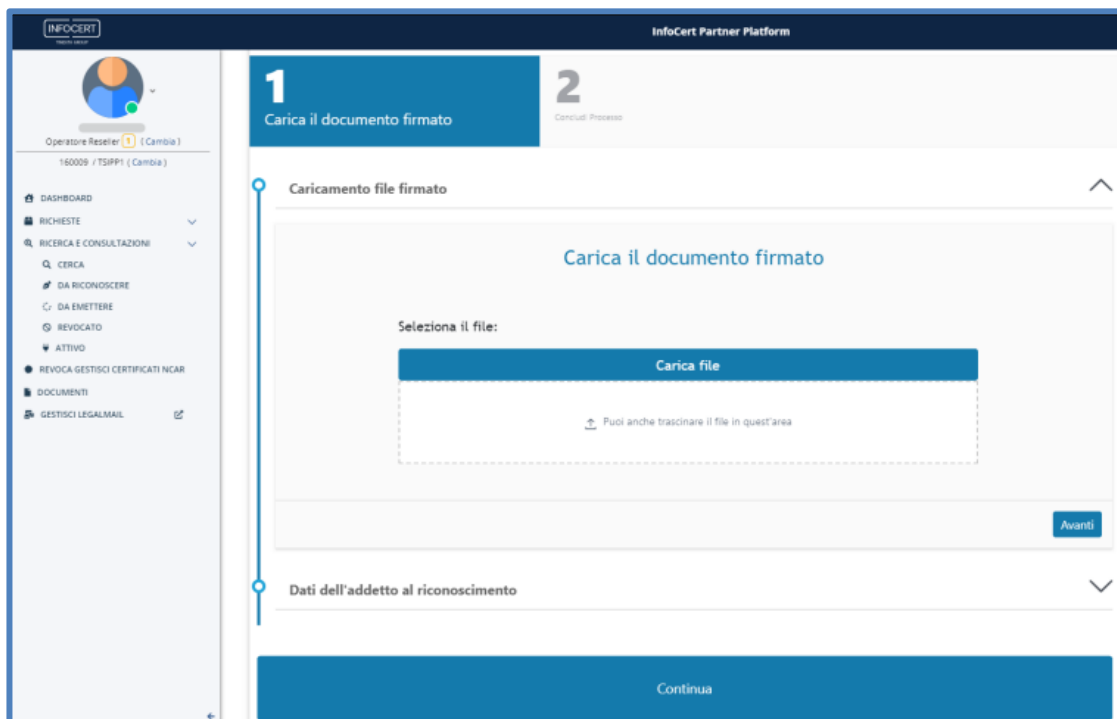 INFOCERT
TINEXTA GROUP
InfoCert Partner Platform
Operatore Reseller 1 ( Cambia )
160009 / TSIPP1 ( Cambia )
DASHBOARD
RICHIESTE
RICERCA E CONSULTAZIONI
CERCA
DA RICONOSCERE
DA EMETTERE
REVOCATO
ATTIVO
REVOCA GESTISCI CERTIFICATI NCAR
DOCUMENTI
GESTISCI LEGALMAIL
1
Carica il documento firmato
2
Concludi Processo
Caricamento file firmato
Carica il documento firmato
Seleziona il file:
Carica file
Puoi anche trascinare il file in quest'area
Avanti
Dati dell'addetto al riconoscimento
Continua